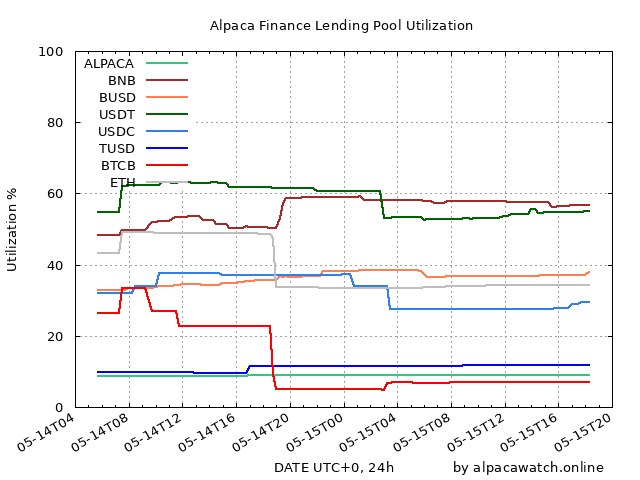 Alpaca Finance Lending Pool Utilization
100
80
60
40
20
0
Utilization %
ALPACA
BNB
BUSD
USDT
USDC
TUSD
BTCB
ETH
05-14T04
05-14T08
05-14T12
05-14T16
05-14T20
05-15T00
05-15T04
05-15T08
05-15T12
05-15T16
05-15T20
DATE UTC+0, 24h
by alpacawatch.online